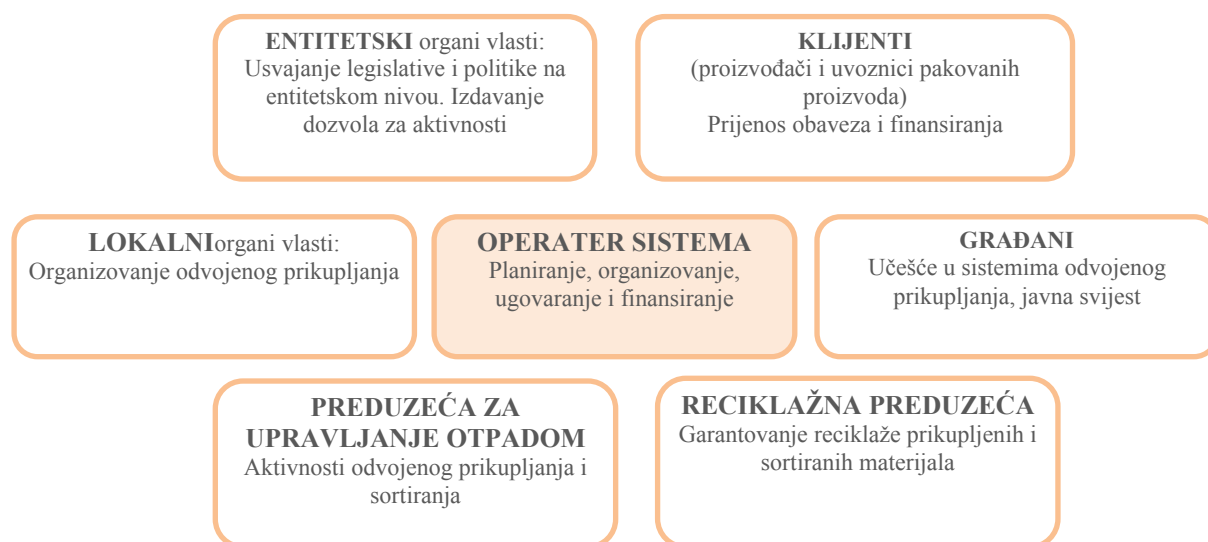 ENTITETSKI organi vlasti:
Usvajanje legislative i politike na
entitetskom nivou. Izdavanje
dozvola za aktivnosti
KLIJENTI
(proizvođači i uvoznici pakovanih
proizvoda)
Prijenos obaveza i finansiranja
LOKALNIorgani vlasti:
Organizovanje odvojenog prikupljanja
OPERATER SISTEMA
Planiranje, organizovanje,
ugovaranje i finansiranje
GRAĐANI
Učešće u sistemima odvojenog
prikupljanja, javna svijest
PREDUZEĆA ZA
UPRAVLJANJE OTPADOM
Aktivnosti odvojenog prikupljanja i
sortiranja
RECIKLAŽNA PREDUZEĆA
Garantovanje reciklaže prikupljenih i
sortiranih materijala